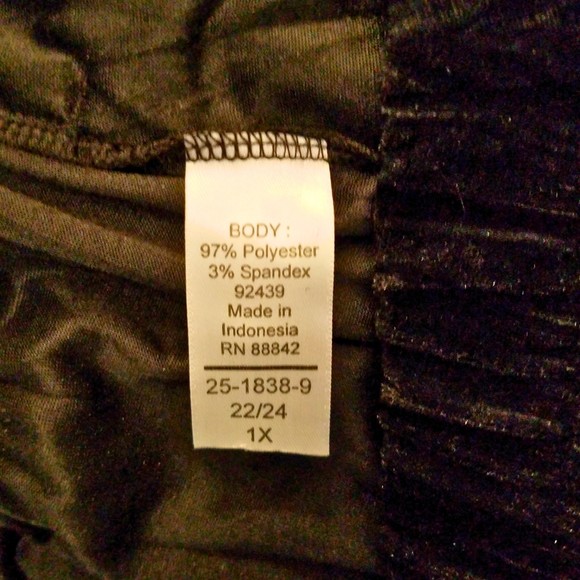 BODY :
97% Polyester
3% Spandex
92439
Made in
Indonesia
RN 88842
25-1838-9
22/24
1X